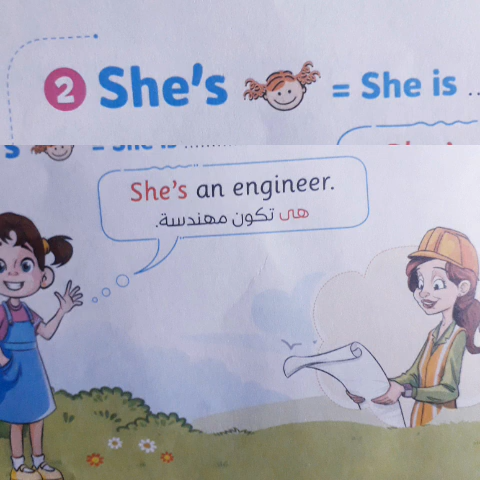 2 She's = She is ..
She's an engineer.
هى تكون مهندسة.